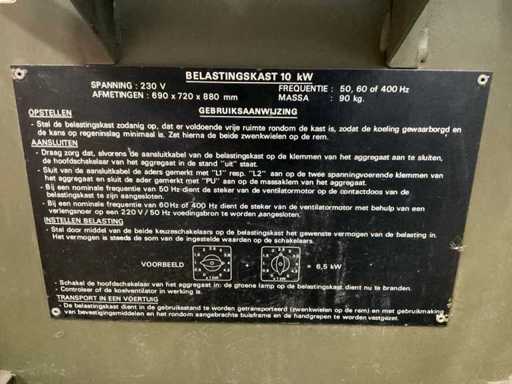 BELASTINGSKAST 10 kW
SPANNING : 230 V
FREQUENTIE : 50, 60 of 400 Hz
AFMETINGEN : 690 x 720 x 880 mm
MASSA : 90 kg.
GEBRUIKSAANWIJZING
OPSTELLEN
- Stel de belastingskast zodanig op, dat er voldoende vrije ruimte rondom de kast is, zodat de koeling gewaarborgd en
de kans op regeninslag minimaal is. Zet hierna de beide zwenkwielen op de rem.
AANSLUITEN
- Draag zorg dat, alvorens de aansluitkabel van de belastingskast op de klemmen van het aggregaat aan te sluiten,
de hoofdschakelaar van het aggregaat in de stand "uit" staat.
- Sluit van de aansluitkabel de aders gemerkt met "L1" resp. "L2" aan op de twee spanningvoerende klemmen van
het aggregaat en sluit de ader gemerkt met "PU" aan op de massaklem van het aggregaat.
- Bij een nominale frequentie van 50 Hz dient de steker van de ventilatormotor op de contactdoos van de
belastingskast te zijn aangesloten.
- Bij een nominale frequentie van 60 Hz of 400 Hz dient de steker van de ventilatormotor met behulp van een
verlengsnoer op een 220 V / 50 Hz voedingsbron te worden aangesloten.
INSTELLEN BELASTING
- Stel door middel van de beide keuzeschakelaars op de belastingskast het gewenste vermogen van de belasting in.
Het vermogen is steeds de som van de ingestelde waarden op de schakelaars.
VOORBEELD = 6,5 kW
- Schakel de hoofdschakelaar van het aggregaat in; de groene lamp op de belastingskast dient nu te branden.
- Controleer of de koelventilator in werking is.
TRANSPORT IN EEN VOERTUIG
- De belastingskast dient in de gebruiksstand te worden getransporteerd (zwenkwielen op de rem) en met gebruikmaking
van bevestigingsmiddelen en het rondom aangebrachte buisframe en de handgrepen te worden vastgezet.